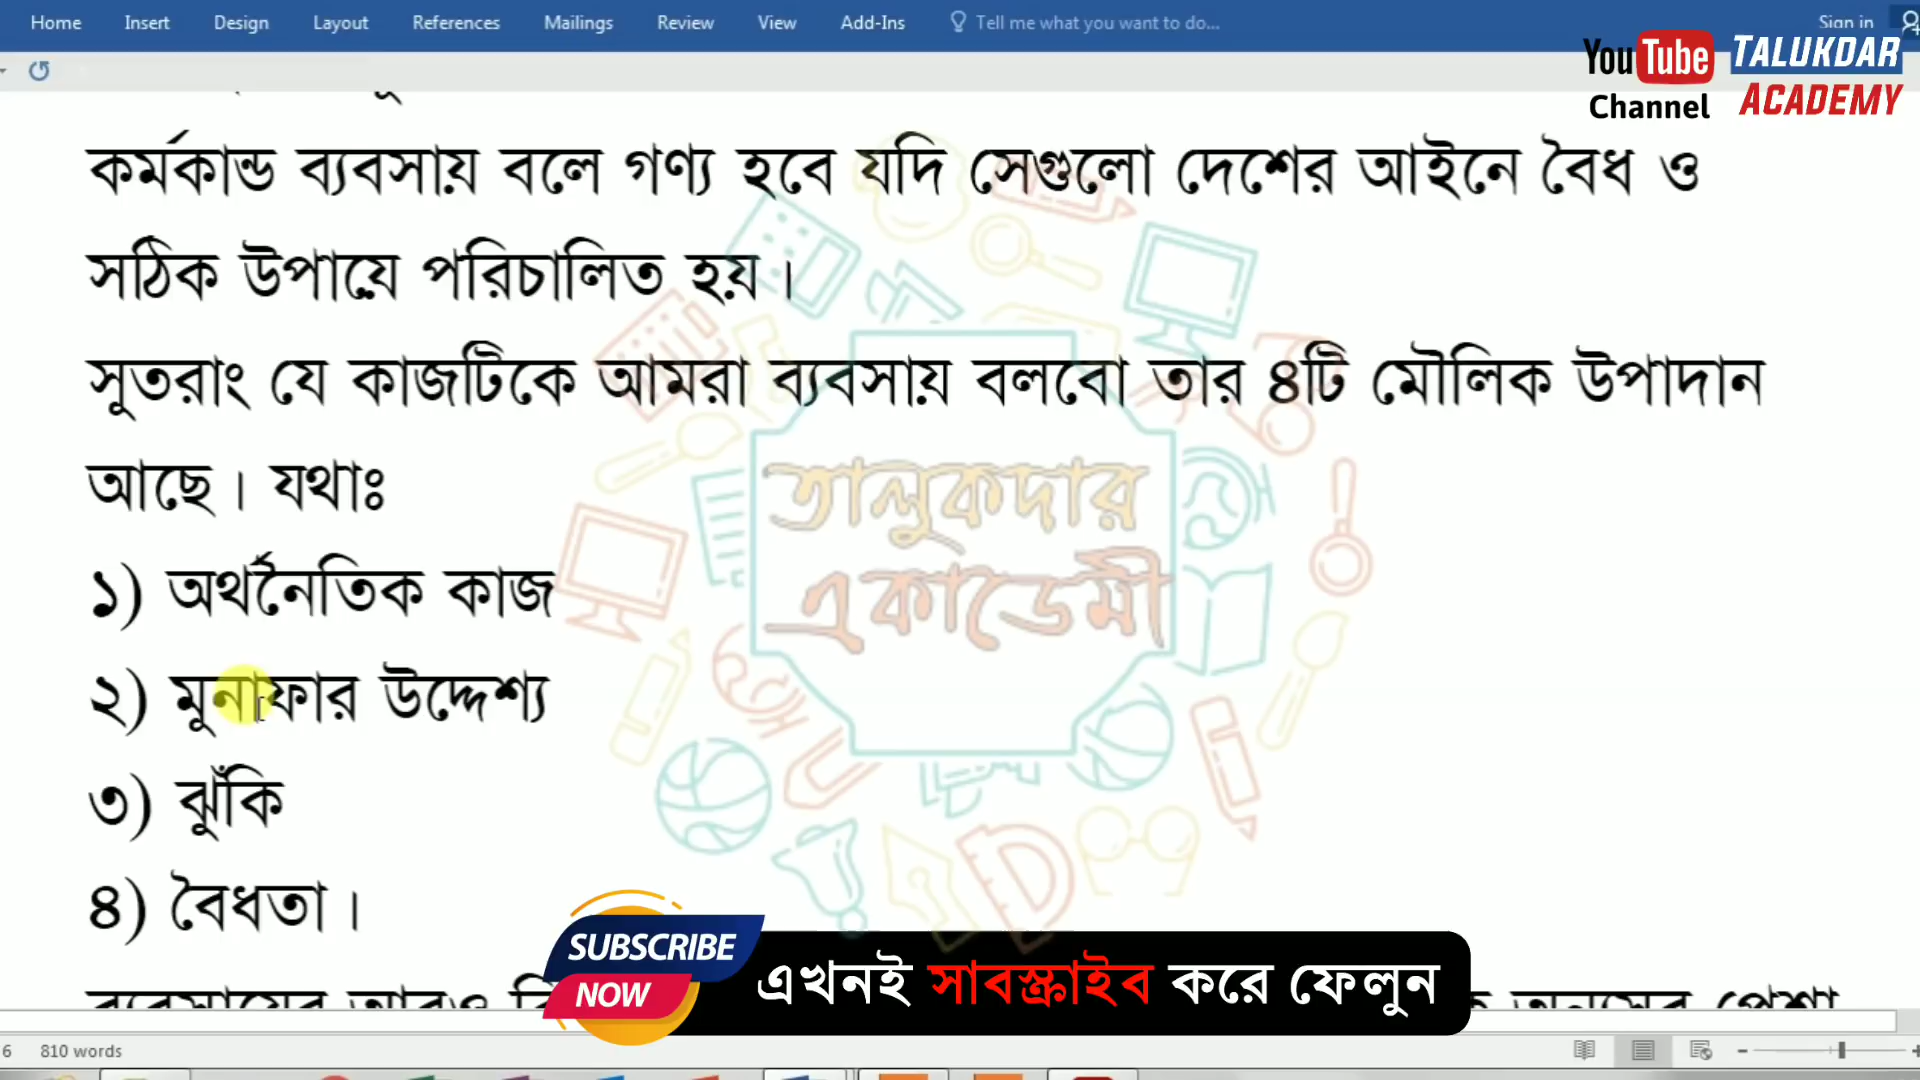 Home Insert Design Layout References Mailings Review View Add-Ins Tell me what you want to do... Sign in
YouTube TALUKDAR
Channel ACADEMY
কর্মকান্ড ব্যবসায় বলে গণ্য হবে যদি সেগুলো দেশের আইনে বৈধ ও
সঠিক উপায়ে পরিচালিত হয়।
সুতরাং যে কাজটিকে আমরা ব্যবসায় বলবো তার ৪টি মৌলিক উপাদান
আছে। যথাঃ
তালুকদার
একাডেমী
১) অর্থনৈতিক কাজ
২) মুনাফার উদ্দেশ্য
৩) ঝুঁকি
৪) বৈধতা।
SUBSCRIBE
NOW
এখনই সাবস্ক্রাইব করে ফেলুন
6 810 words